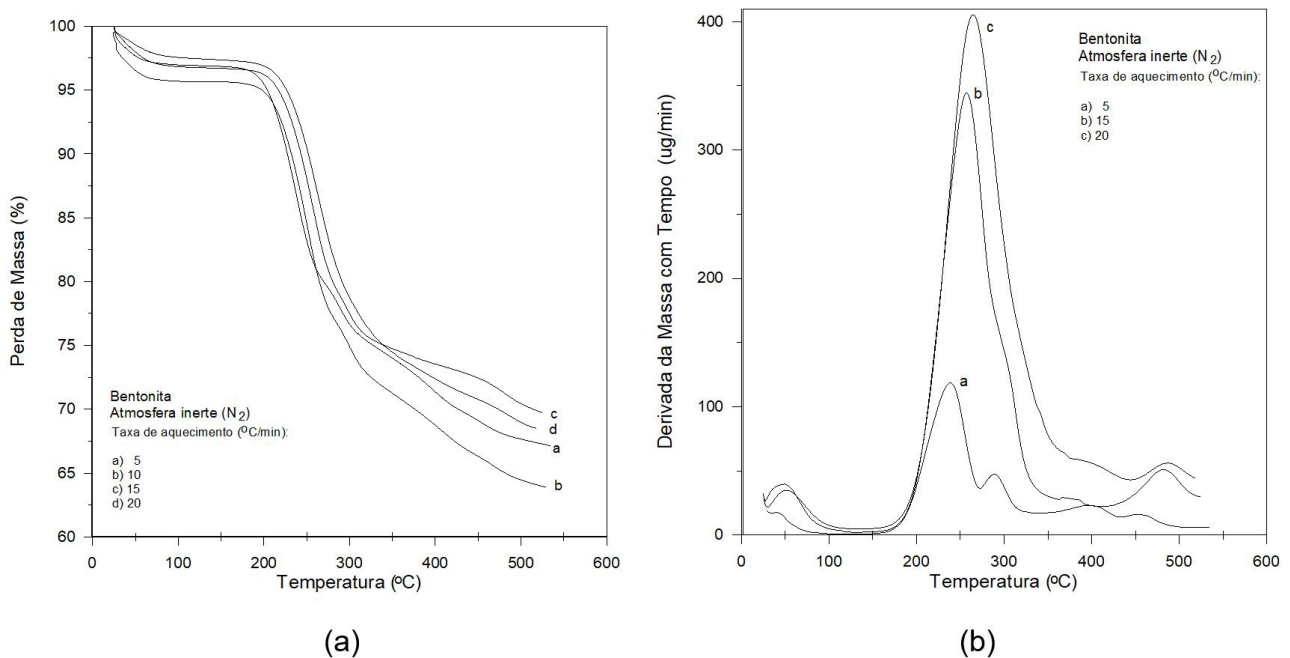 Perda de Massa (%)
100
95
90
85
80
75
70
65
60
Bentonita
Atmosfera inerte (N2)
Taxa de aquecimento (ºC/min):
a) 5
b) 10
c) 15
d) 20
c
d
a
b
0 100 200 300 400 500 600
Temperatura (ºC)
(a)
Derivada da Massa com Tempo (ug/min)
400
300
200
100
0
c
b
a
Bentonita
Atmosfera inerte (N2)
Taxa de aquecimento (ºC/min):
a) 5
b) 15
c) 20
0 100 200 300 400 500 600
Temperatura (ºC)
(b)